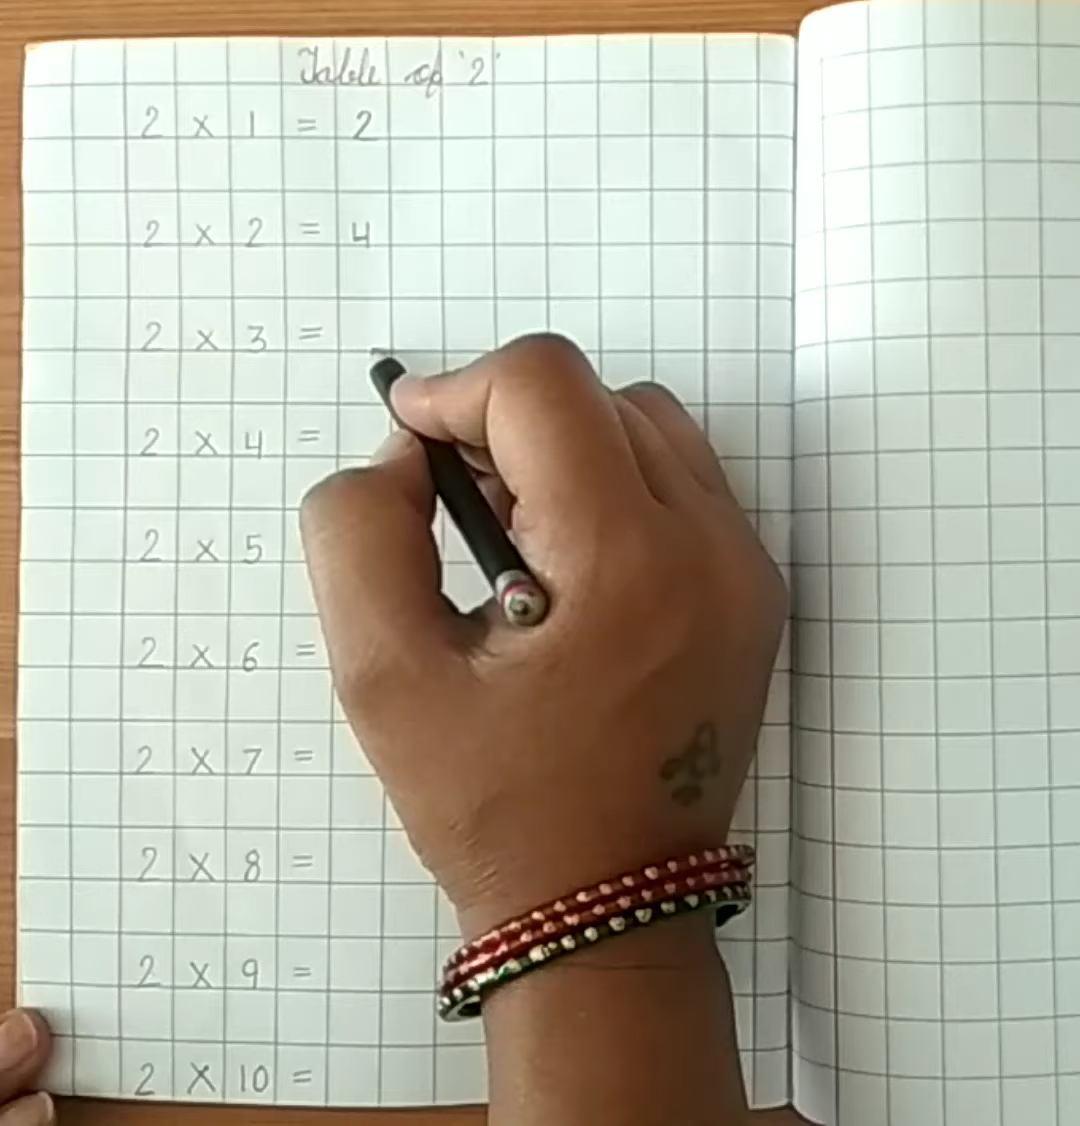 Table of '2'
2 x 1 = 2
2 x 2 = 4
2 x 3 =
2 x 4 =
2 x 5
2 x 6 =
2 x 7 =
2 x 8 =
2 x 9 =
2 x 10 =